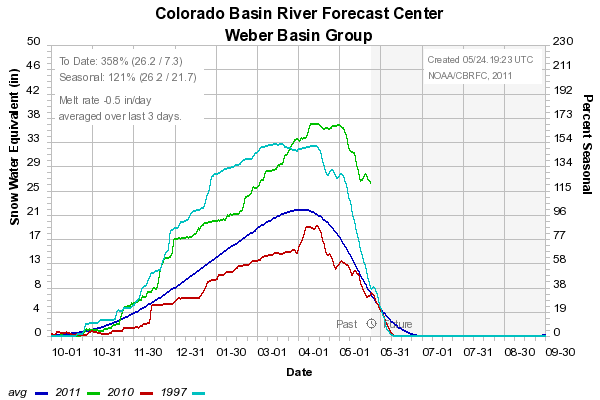 Colorado Basin River Forecast Center
Weber Basin Group
50 46 42 38 33 29 25 21 17 13 8 4 0
Snow Water Equivalent (in)
To Date: 358% (26.2 / 7.3)
Seasonal: 121% (26.2 / 21.7)
Melt rate -0.5 in/day
averaged over last 3 days.
Created 05/24.19:23 UTC
NOAA/CBRFC, 2011
230 211 192 173 150 134 115 96 77 58 38 19 0
Percent Seasonal
Past Future
10-01 10-31 11-30 12-31 01-30 03-01 04-01 05-01 05-31 07-01 07-31 08-30 09-30
Date
avg 2011 2010 1997